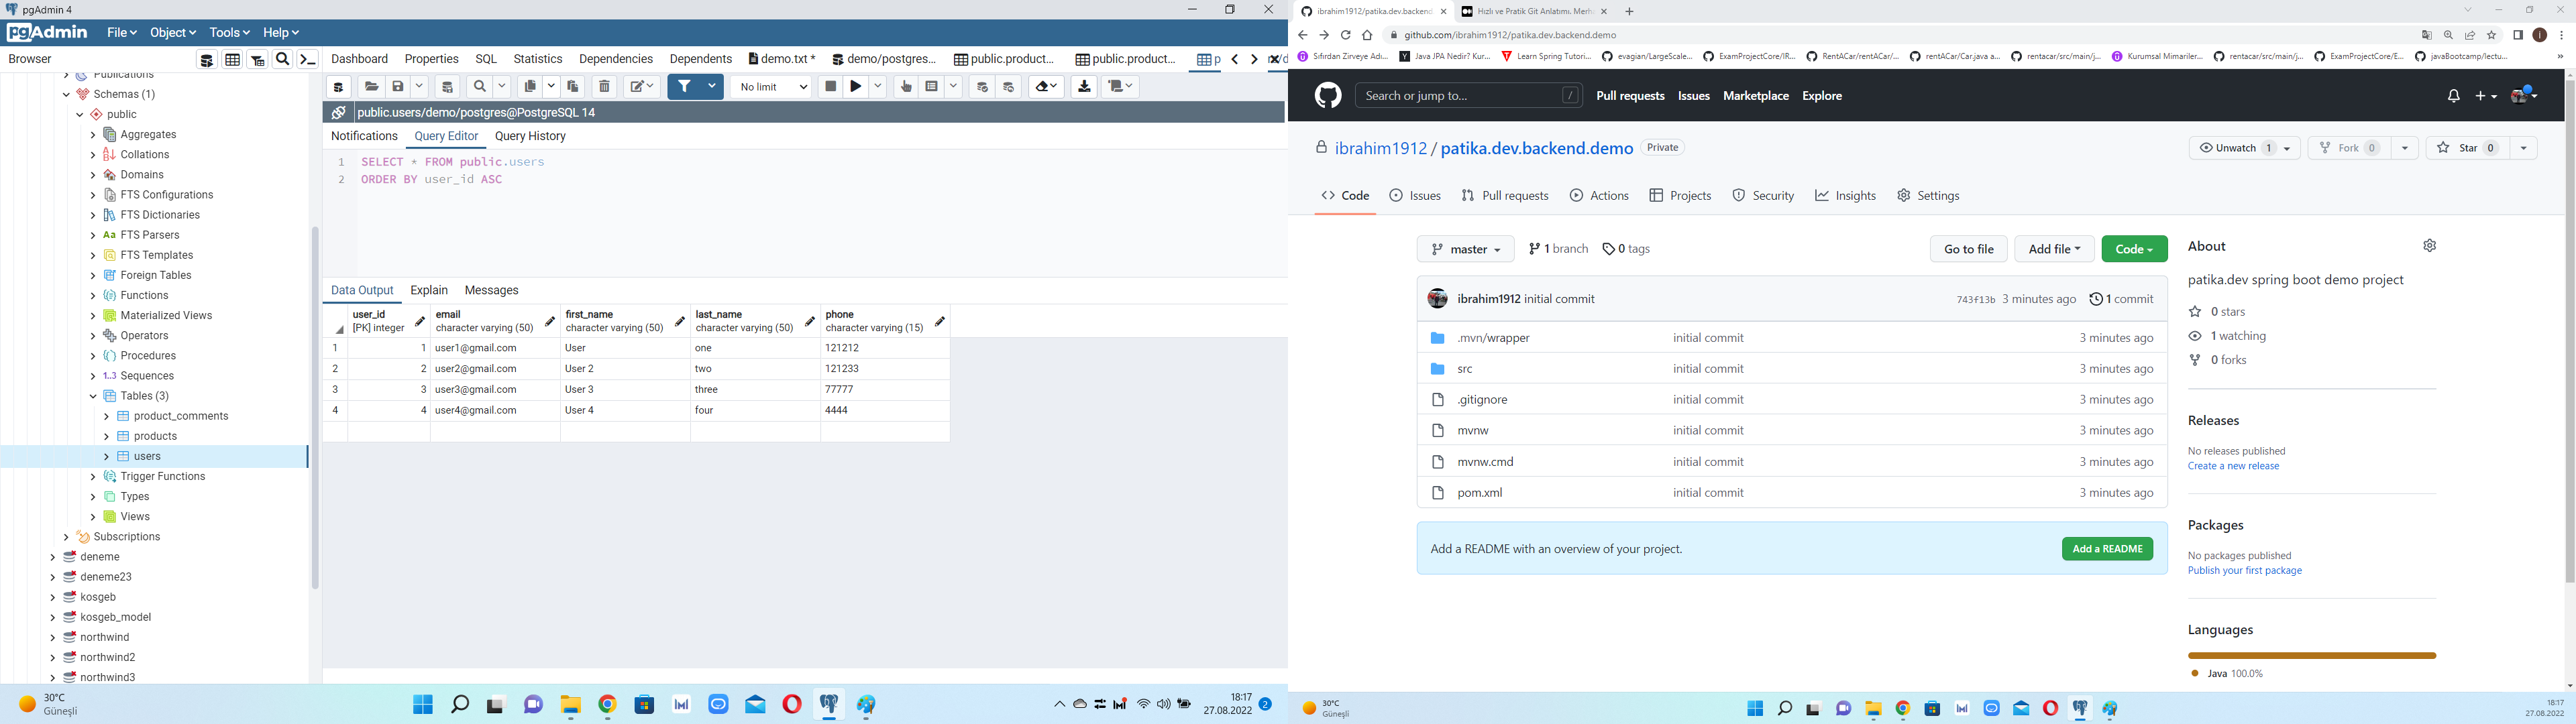 pgAdmin 4
pgAdmin File Object Tools Help
Browser
Dashboard Properties SQL Statistics Dependencies Dependents demo.txt * demo/postgres... public.product... public.product... p
Publications
Schemas (1)
public
Aggregates
Collations
Domains
FTS Configurations
FTS Dictionaries
Aa FTS Parsers
FTS Templates
Foreign Tables
Functions
Materialized Views
Operators
Procedures
1..3 Sequences
Tables (3)
product_comments
products
users
Trigger Functions
Types
Views
Subscriptions
deneme
deneme23
kosgeb
kosgeb_model
northwind
northwind2
northwind3
No limit
public.users/demo/postgres@PostgreSQL 14
Notifications Query Editor Query History
1 SELECT * FROM public.users
2 ORDER BY user_id ASC
Data Output Explain Messages
user_id email first_name last_name phone
[PK] integer character varying (50) character varying (50) character varying (50) character varying (15)
1 1 user1@gmail.com User one 121212
2 2 user2@gmail.com User 2 two 121233
3 3 user3@gmail.com User 3 three 77777
4 4 user4@gmail.com User 4 four 4444
30°C
Güneşli
18:17
27.08.2022 2
ibrahim1912/patika.dev.backend Hızlı ve Pratik Git Anlatımı. Merha
github.com/ibrahim1912/patika.dev.backend.demo
Sıfırdan Zirveye Adı... Java JPA Nedir? Kur... Learn Spring Tutori... evagian/LargeScale... ExamProjectCore/IR... RentACar/rentACar/... rentACar/Car.java a... rentacar/src/main/j... Kurumsal Mimariler... rentacar/src/main/j... ExamProjectCore/E... javaBootcamp/lectu... »
Search or jump to... / Pull requests Issues Marketplace Explore
ibrahim1912 / patika.dev.backend.demo Private
Unwatch 1 Fork 0 Star 0
Code Issues Pull requests Actions Projects Security Insights Settings
master 1 branch 0 tags Go to file Add file Code
ibrahim1912 initial commit 743f13b 3 minutes ago 1 commit
.mvn/wrapper initial commit 3 minutes ago
src initial commit 3 minutes ago
.gitignore initial commit 3 minutes ago
mvnw initial commit 3 minutes ago
mvnw.cmd initial commit 3 minutes ago
pom.xml initial commit 3 minutes ago
Add a README with an overview of your project. Add a README
About
patika.dev spring boot demo project
0 stars
1 watching
0 forks
Releases
No releases published
Create a new release
Packages
No packages published
Publish your first package
Languages
Java 100.0%
30°C
Güneşli
18:17
27.08.2022